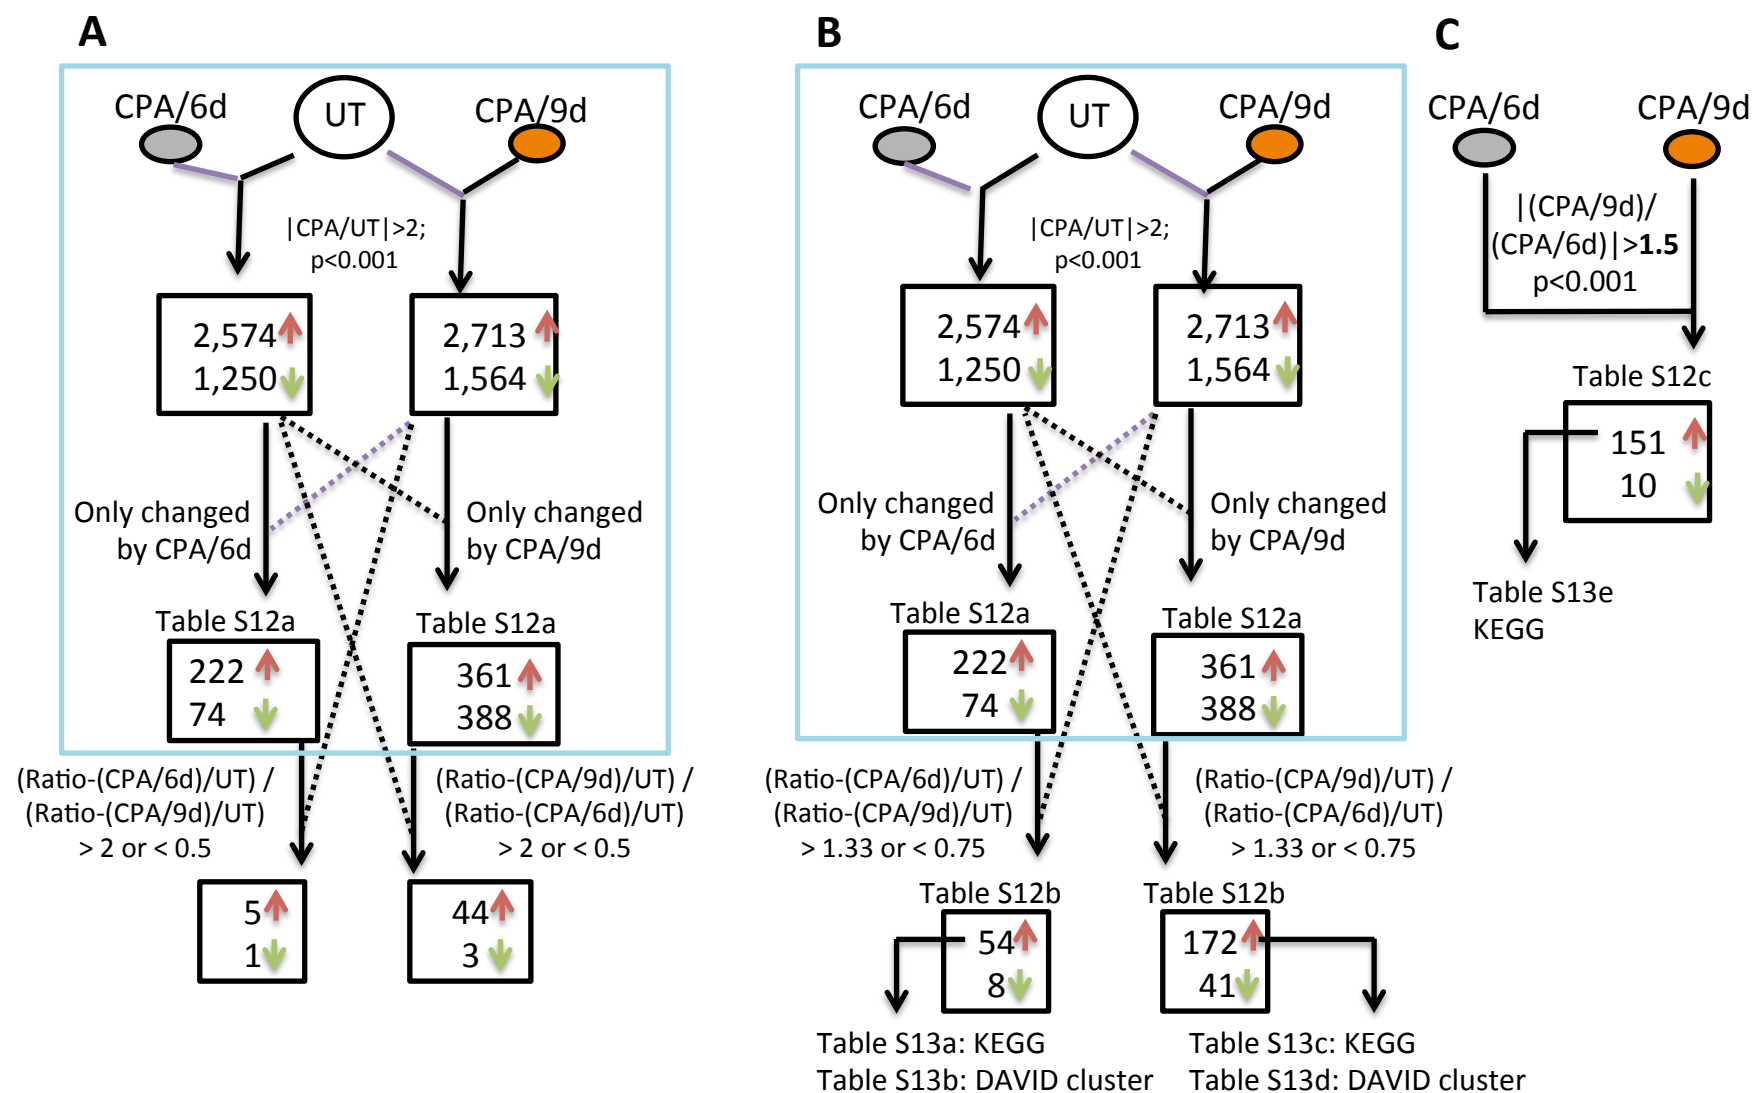 A
CPA/6d
UT
CPA/9d
|CPA/UT|>2;
p<0.001
2,574
1,250
2,713
1,564
Only changed
by CPA/6d
Only changed
by CPA/9d
Table S12a
222
74
Table S12a
361
388
(Ratio-(CPA/6d)/UT) /
(Ratio-(CPA/9d)/UT)
> 2 or < 0.5
(Ratio-(CPA/9d)/UT) /
(Ratio-(CPA/6d)/UT)
> 2 or < 0.5
5
1
44
3
B
CPA/6d
UT
CPA/9d
|CPA/UT|>2;
p<0.001
2,574
1,250
2,713
1,564
Only changed
by CPA/6d
Only changed
by CPA/9d
Table S12a
222
74
Table S12a
361
388
(Ratio-(CPA/6d)/UT) /
(Ratio-(CPA/9d)/UT)
> 1.33 or < 0.75
(Ratio-(CPA/9d)/UT) /
(Ratio-(CPA/6d)/UT)
> 1.33 or < 0.75
Table S12b
54
8
Table S12b
172
41
Table S13a: KEGG
Table S13b: DAVID cluster
Table S13c: KEGG
Table S13d: DAVID cluster
C
CPA/6d
CPA/9d
|(CPA/9d)/
(CPA/6d)|>1.5
p<0.001
Table S12c
151
10
Table S13e
KEGG